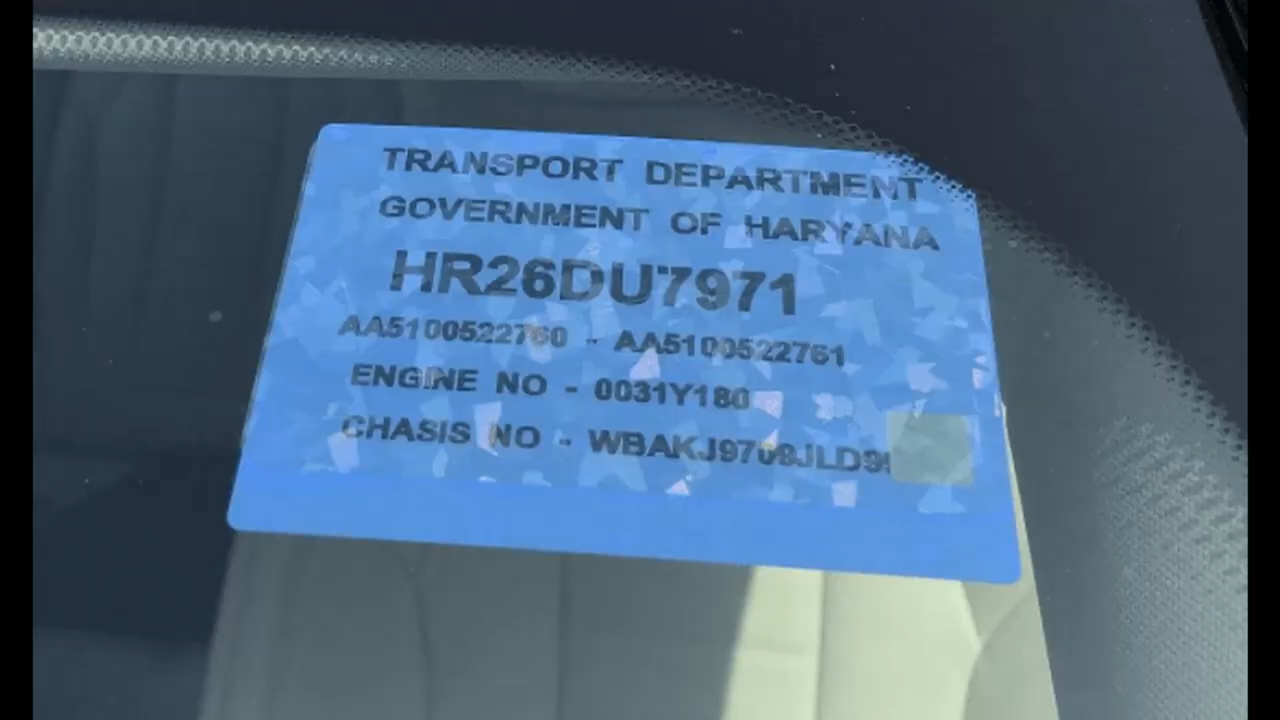 TRANSPORT DEPARTMENT
GOVERNMENT OF HARYANA
HR26DU7971
AA5100522760 - AA5100522761
ENGINE NO - 0031Y180
CHASIS NO -